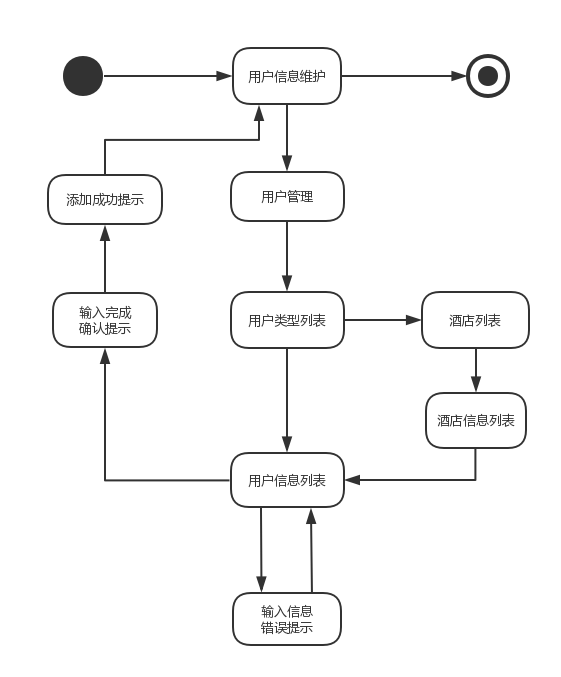 用户信息维护
添加成功提示
用户管理
输入完成
确认提示
用户类型列表
酒店列表
酒店信息列表
用户信息列表
输入信息
错误提示